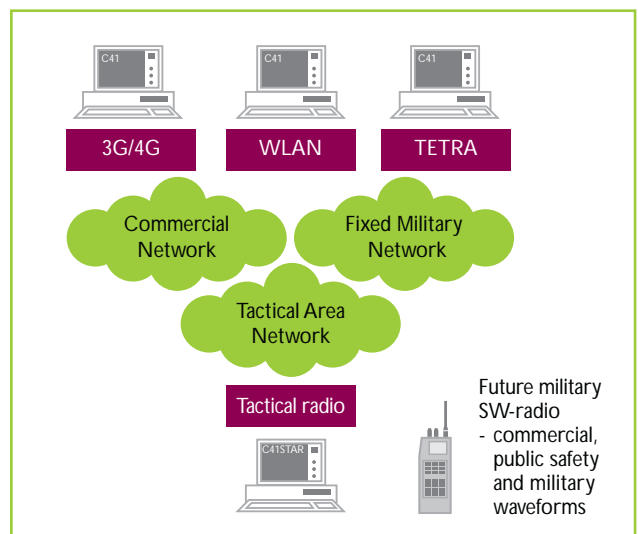 C41
C41
C41
3G/4G
WLAN
TETRA
Commercial
Network
Fixed Military
Network
Tactical Area
Network
Tactical radio
C41STAR
Future military
SW-radio
- commercial,
public safety
and military
waveforms